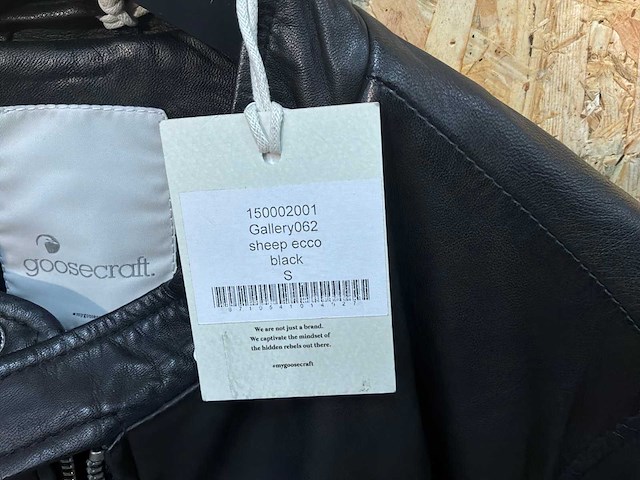 goosecraft.
150002001
Gallery062
sheep ecco
black
S
We are not just a brand.
We captivate the mindset of
the hidden rebels out there.
#mygoosecraft